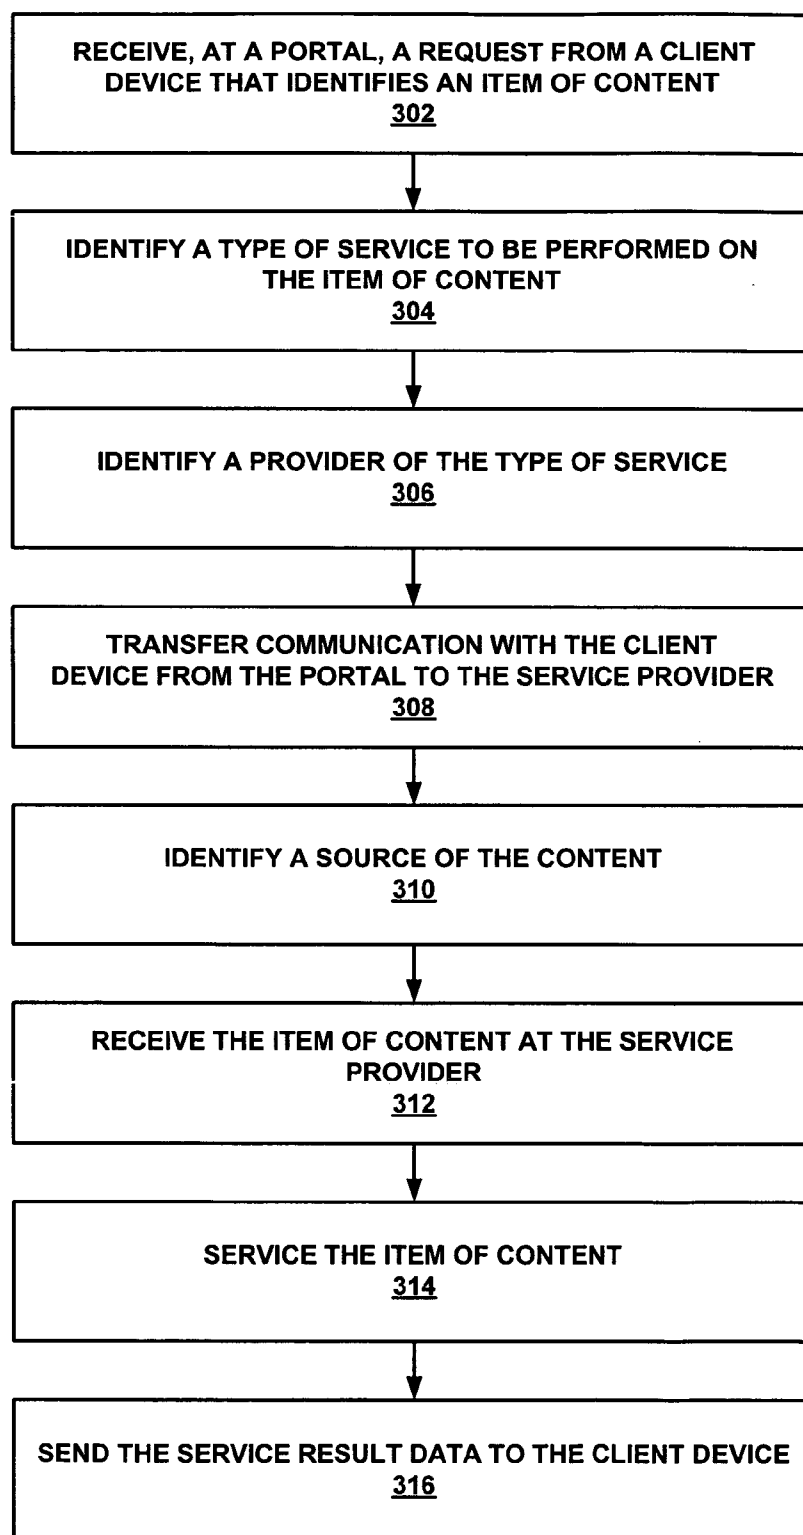 RECEIVE, AT A PORTAL, A REQUEST FROM A CLIENT
DEVICE THAT IDENTIFIES AN ITEM OF CONTENT
302
IDENTIFY A TYPE OF SERVICE TO BE PERFORMED ON
THE ITEM OF CONTENT
304
IDENTIFY A PROVIDER OF THE TYPE OF SERVICE
306
TRANSFER COMMUNICATION WITH THE CLIENT
DEVICE FROM THE PORTAL TO THE SERVICE PROVIDER
308
IDENTIFY A SOURCE OF THE CONTENT
310
RECEIVE THE ITEM OF CONTENT AT THE SERVICE
PROVIDER
312
SERVICE THE ITEM OF CONTENT
314
SEND THE SERVICE RESULT DATA TO THE CLIENT DEVICE
316